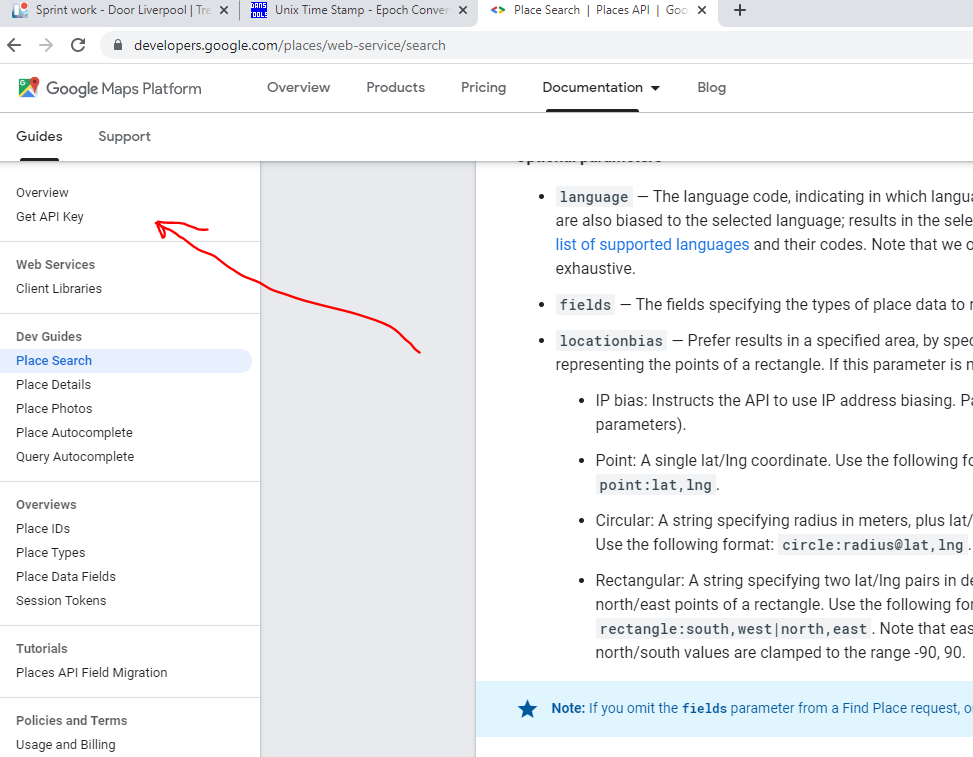 Sprint work - Door Liverpool | Tre
Unix Time Stamp - Epoch Conver
Place Search | Places API | Goo
developers.google.com/places/web-service/search
Google Maps Platform
Overview
Products
Pricing
Documentation
Blog
Guides
Support
Overview
Get API Key
Web Services
Client Libraries
Dev Guides
Place Search
Place Details
Place Photos
Place Autocomplete
Query Autocomplete
Overviews
Place IDs
Place Types
Place Data Fields
Session Tokens
Tutorials
Places API Field Migration
Policies and Terms
Usage and Billing
Optional parameters
language — The language code, indicating in which langua
are also biased to the selected language; results in the sele
list of supported languages and their codes. Note that we o
exhaustive.
fields — The fields specifying the types of place data to r
locationbias — Prefer results in a specified area, by spec
representing the points of a rectangle. If this parameter is n
IP bias: Instructs the API to use IP address biasing. Pa
parameters).
Point: A single lat/lng coordinate. Use the following fo
point:lat,lng.
Circular: A string specifying radius in meters, plus lat/
Use the following format: circle:radius@lat,lng.
Rectangular: A string specifying two lat/lng pairs in de
north/east points of a rectangle. Use the following for
rectangle:south,west|north,east. Note that eas
north/south values are clamped to the range -90, 90.
Note: If you omit the fields parameter from a Find Place request, o